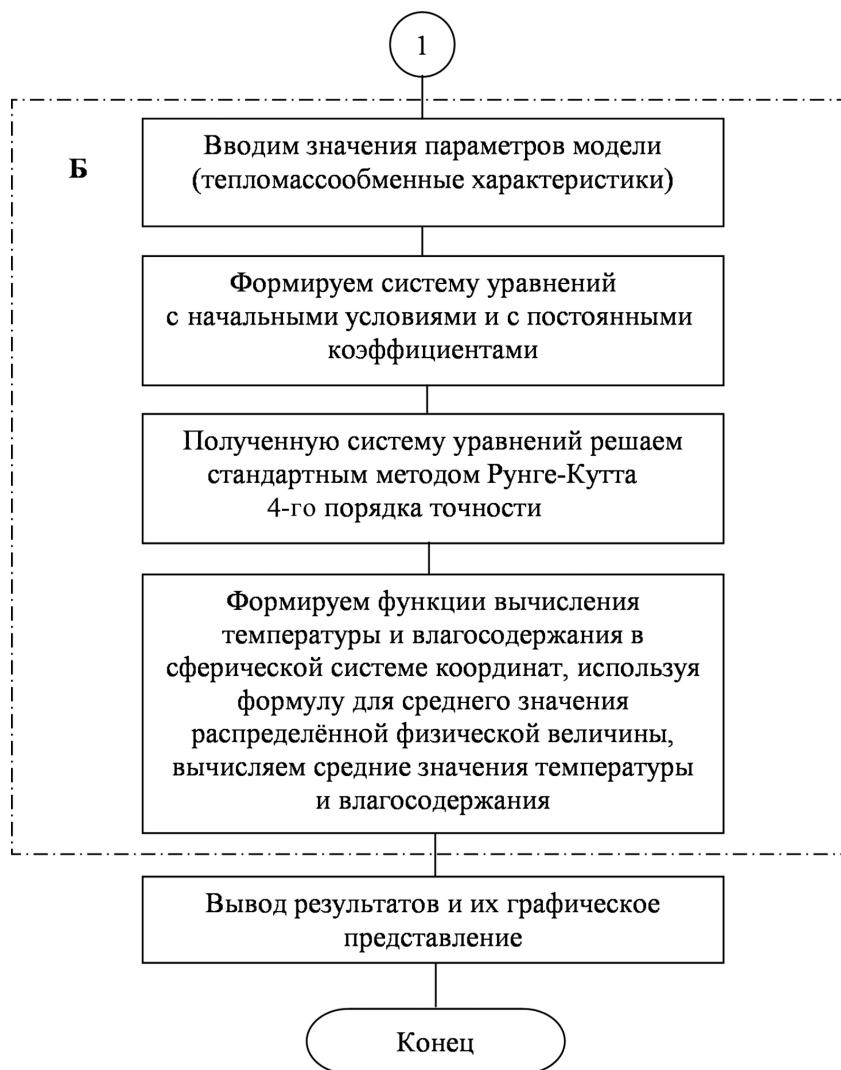 1
Б
Вводим значения параметров модели
(тепломассообменные характеристики)
Формируем систему уравнений
с начальными условиями и с постоянными
коэффициентами
Полученную систему уравнений решаем
стандартным методом Рунге-Кутта
4-го порядка точности
Формируем функции вычисления
температуры и влагосодержания в
сферической системе координат, используя
формулу для среднего значения
распределённой физической величины,
вычисляем средние значения температуры
и влагосодержания
Вывод результатов и их графическое
представление
Конец